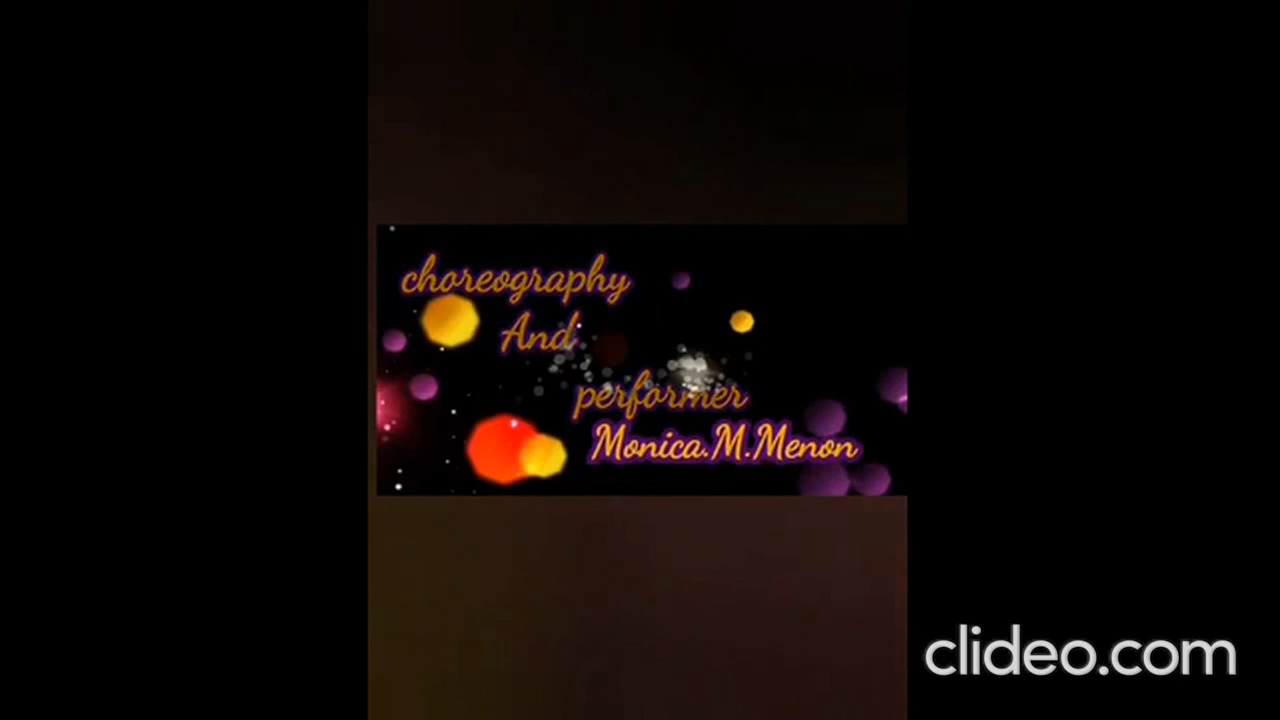 choreography
And
performer
Monica.M.Menon
clideo.com